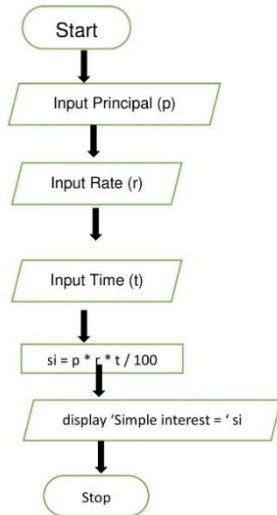 Start
Input Principal (p)
Input Rate (r)
Input Time (t)
si = p * r * t / 100
display ‘Simple interest = ‘ si
Stop